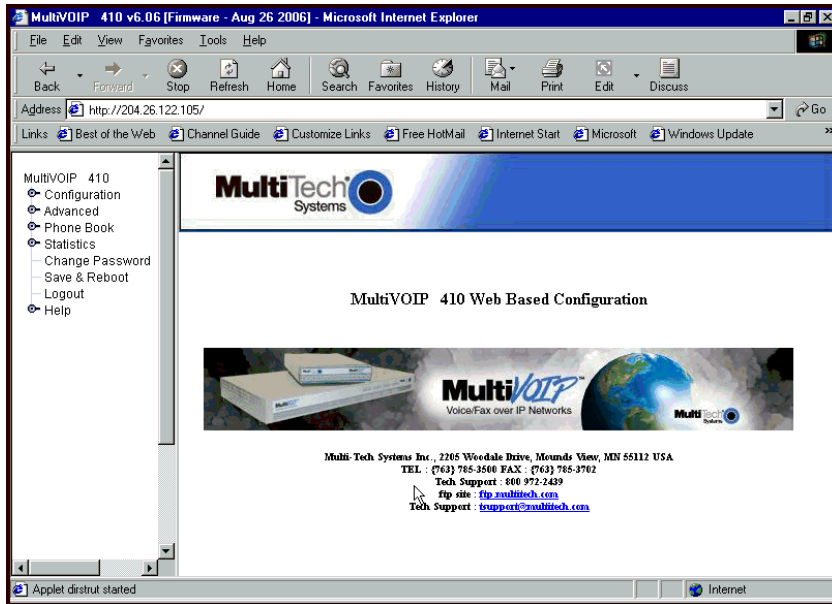 MultiVOIP 410 v6.06 [Firmware - Aug 26 2006] - Microsoft Internet Explorer
File Edit View Favorites Tools Help
Back Forward Stop Refresh Home Search Favorites History Mail Print Edit Discuss
Address http://204.26.122.105/ Go
Links Best of the Web Channel Guide Customize Links Free HotMail Internet Start Microsoft Windows Update »
MultiVOIP 410
Configuration
Advanced
Phone Book
Statistics
Change Password
Save & Reboot
Logout
Help
MultiTech
Systems
MultiVOIP 410 Web Based Configuration
MultiVOIP™
Voice/Fax over IP Networks
MultiTech
Systems
Multi-Tech Systems Inc., 2205 Woodale Drive, Mounds View, MN 55112 USA
TEL : (763) 785-3500 FAX : (763) 785-3702
Tech Support : 800 972-2439
ftp site : ftp.multitech.com
Tech Support : tsupport@multitech.com
Applet dirstrut started
Internet